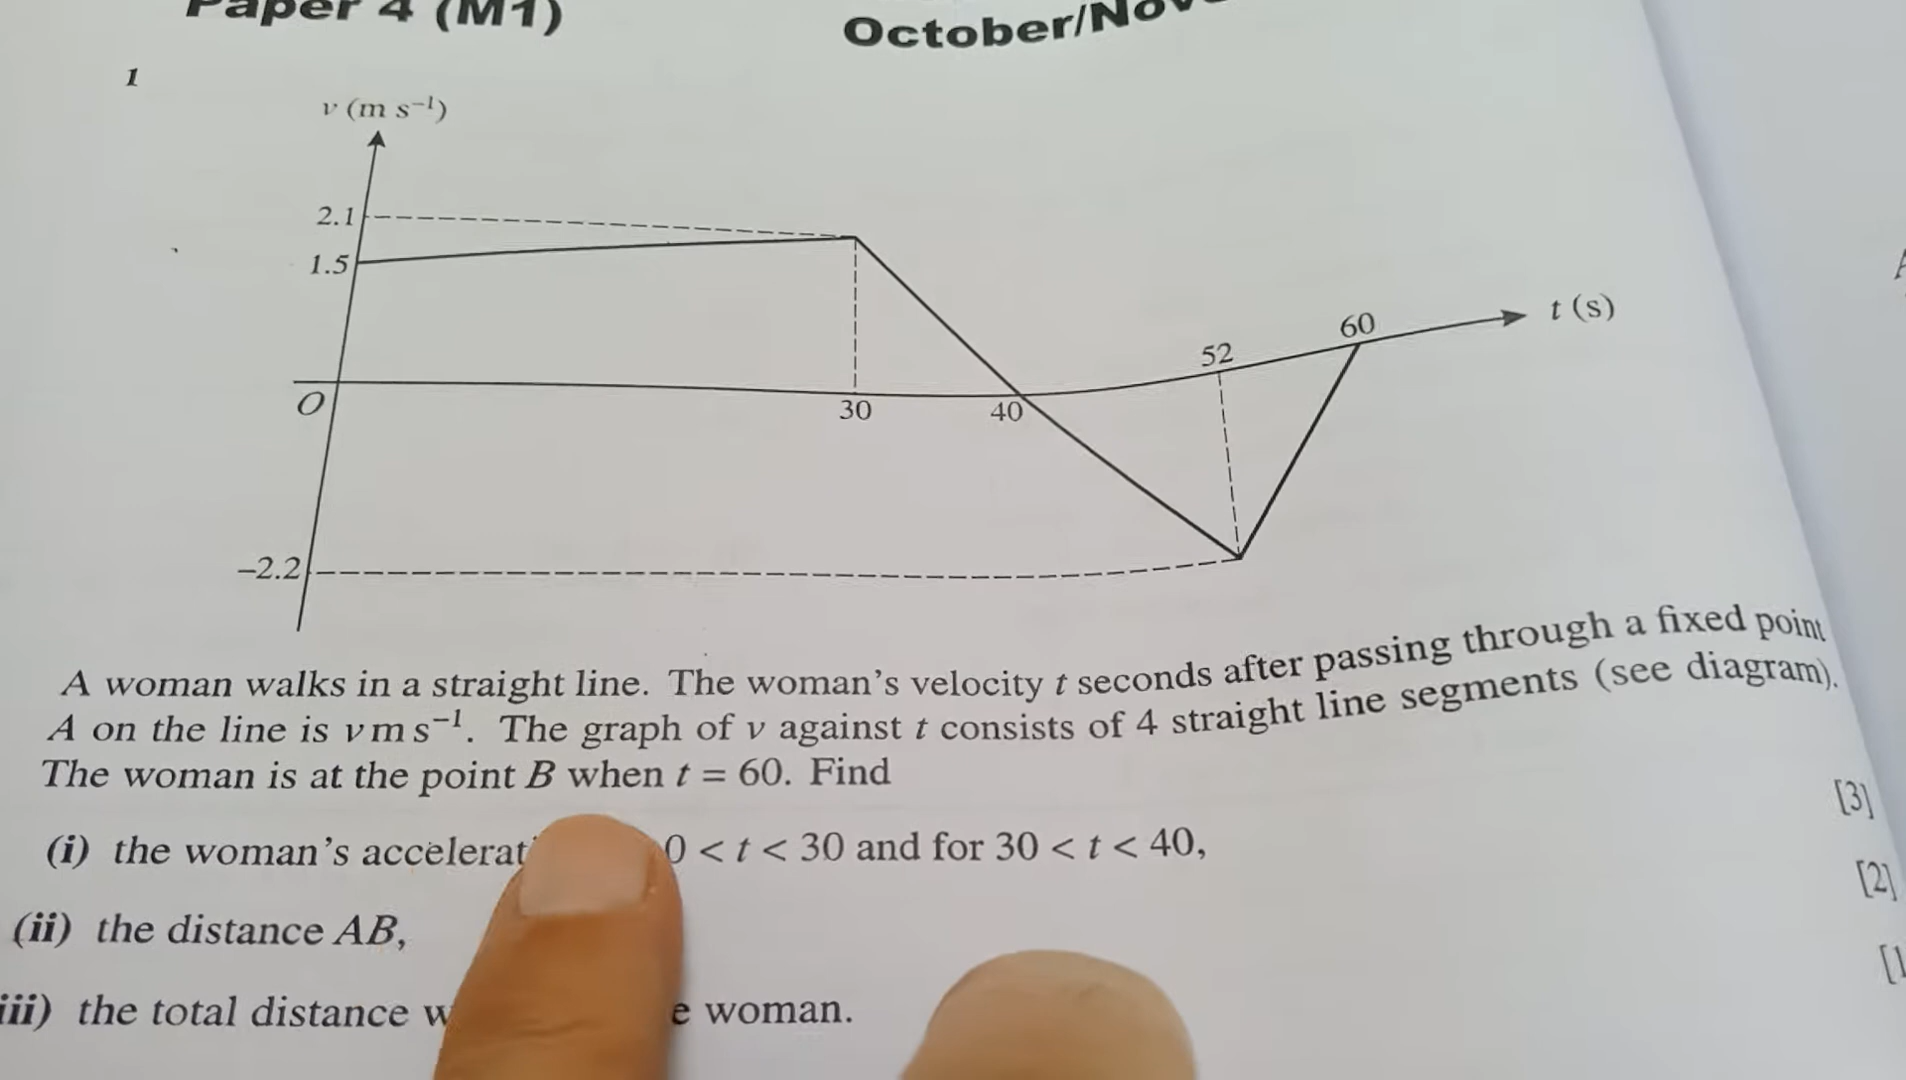 Paper 4 (M1)
October/Nov
1
v (m s⁻¹)
2.1
1.5
O
30
40
52
60
t (s)
−2.2
A woman walks in a straight line. The woman's velocity t seconds after passing through a fixed point
A on the line is v m s⁻¹. The graph of v against t consists of 4 straight line segments (see diagram).
The woman is at the point B when t = 60. Find
(i) the woman's accelerat 0 < t < 30 and for 30 < t < 40, [3]
(ii) the distance AB, [2]
iii) the total distance w e woman. [1